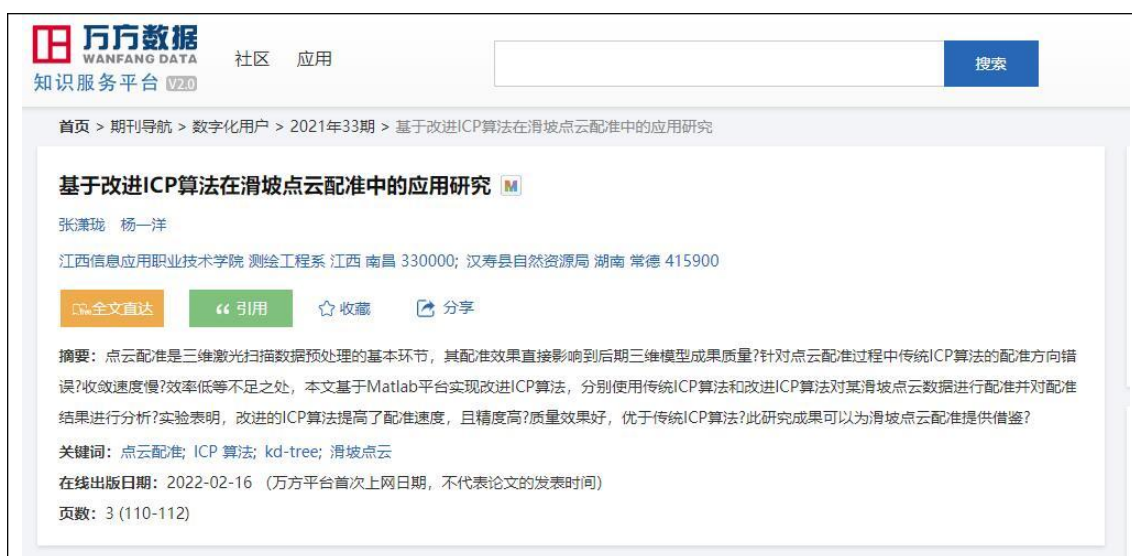 万方数据
WANFANG DATA
知识服务平台 V2.0
社区 应用
搜索
首页 > 期刊导航 > 数字化用户 > 2021年33期 > 基于改进ICP算法在滑坡点云配准中的应用研究
基于改进ICP算法在滑坡点云配准中的应用研究 M
张潇珑 杨一洋
江西信息应用职业技术学院 测绘工程系 江西 南昌 330000; 汉寿县自然资源局 湖南 常德 415900
全文直达 引用 收藏 分享
摘要：点云配准是三维激光扫描数据预处理的基本环节，其配准效果直接影响到后期三维模型成果质量?针对点云配准过程中传统ICP算法的配准方向错
误?收敛速度慢?效率低等不足之处，本文基于Matlab平台实现改进ICP算法，分别使用传统ICP算法和改进ICP算法对某滑坡点云数据进行配准并对配准
结果进行分析?实验表明，改进的ICP算法提高了配准速度，且精度高?质量效果好，优于传统ICP算法?此研究成果可以为滑坡点云配准提供借鉴?
关键词：点云配准; ICP 算法; kd-tree; 滑坡点云
在线出版日期：2022-02-16 （万方平台首次上网日期，不代表论文的发表时间）
页数：3 (110-112)